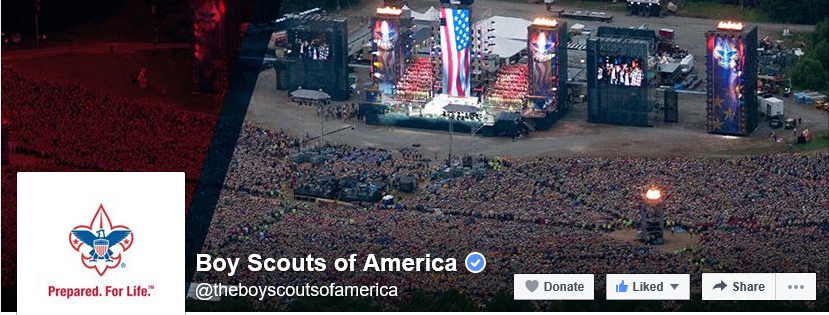 Prepared. For Life.™
Boy Scouts of America
@theboyscoutsofamerica
Donate
Liked
Share